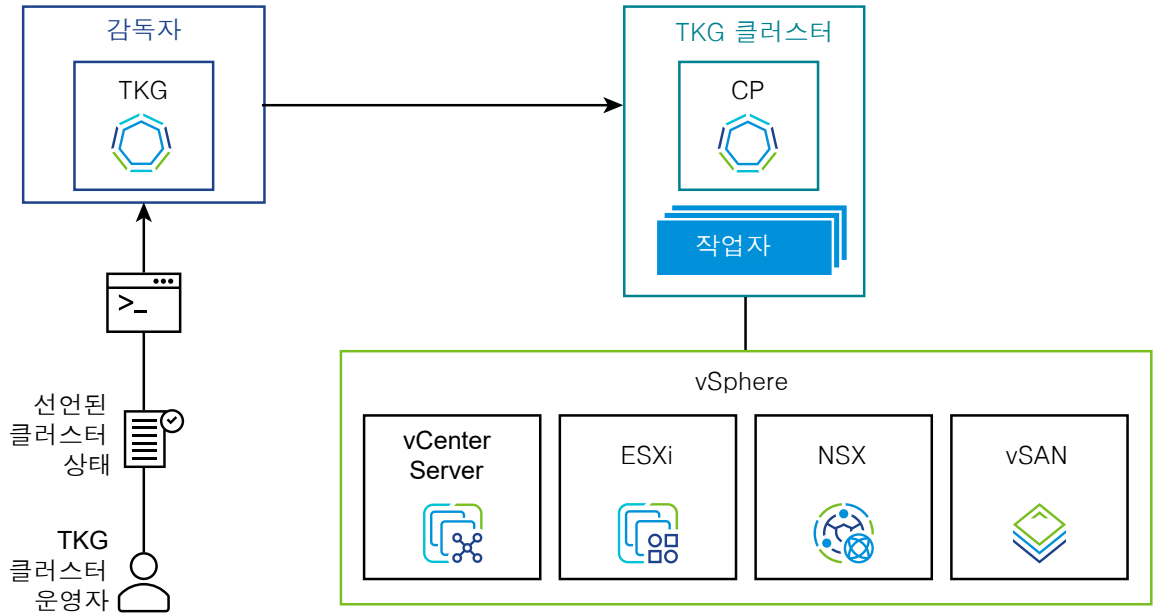 감독자
TKG
TKG 클러스터
CP
작업자
>_
선언된
클러스터
상태
TKG
클러스터
운영자
vSphere
vCenter
Server
ESXi
NSX
vSAN